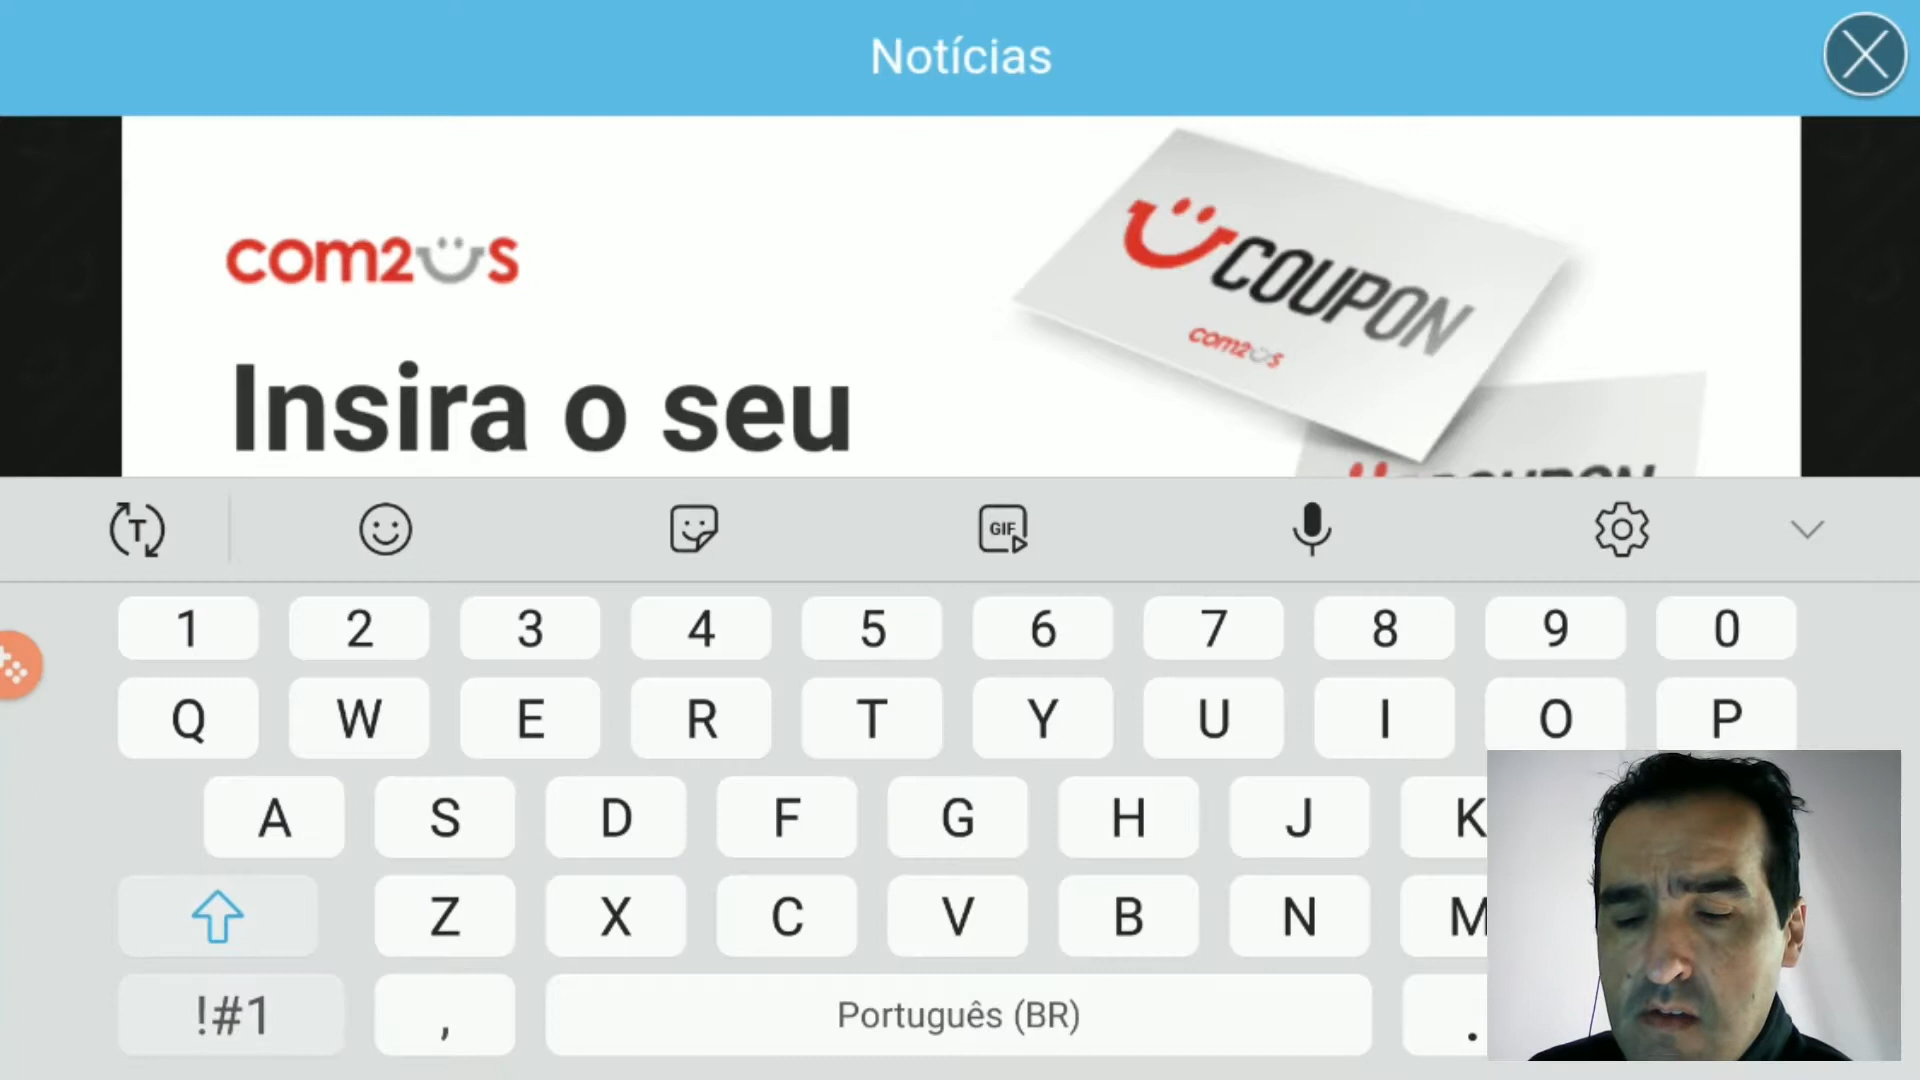 Notícias
com2us
COUPON
com2us
Insira o seu
COUPON
T
GIF
1 2 3 4 5 6 7 8 9 0
Q W E R T Y U I O P
A S D F G H J K
Z X C V B N M
!#1 , Português (BR) .